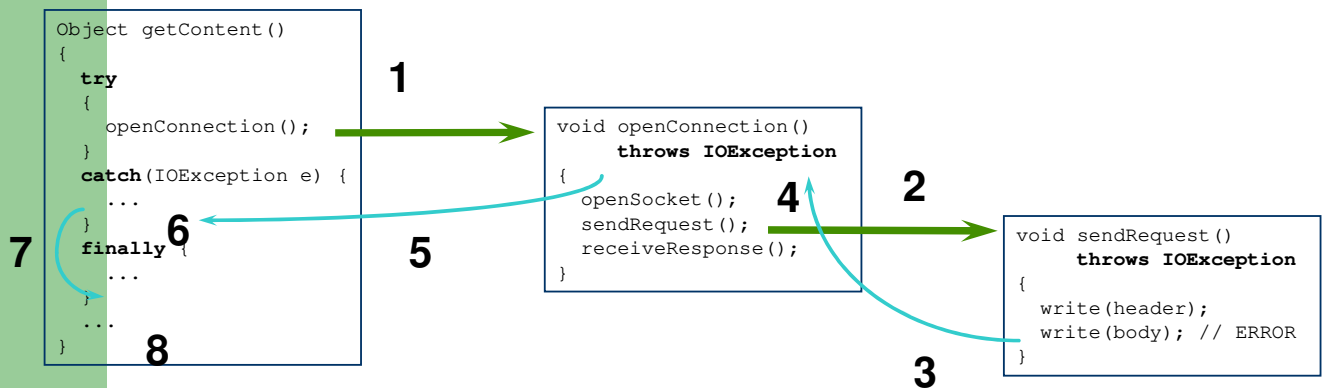 Object getContent()
{
try
{
openConnection();
}
catch(IOException e) {
...
}
finally {
...
}
...
}
1
void openConnection()
throws IOException
{
openSocket();
sendRequest();
receiveResponse();
}
2
void sendRequest()
throws IOException
{
write(header);
write(body); // ERROR
}
3
4
5
6
7
8